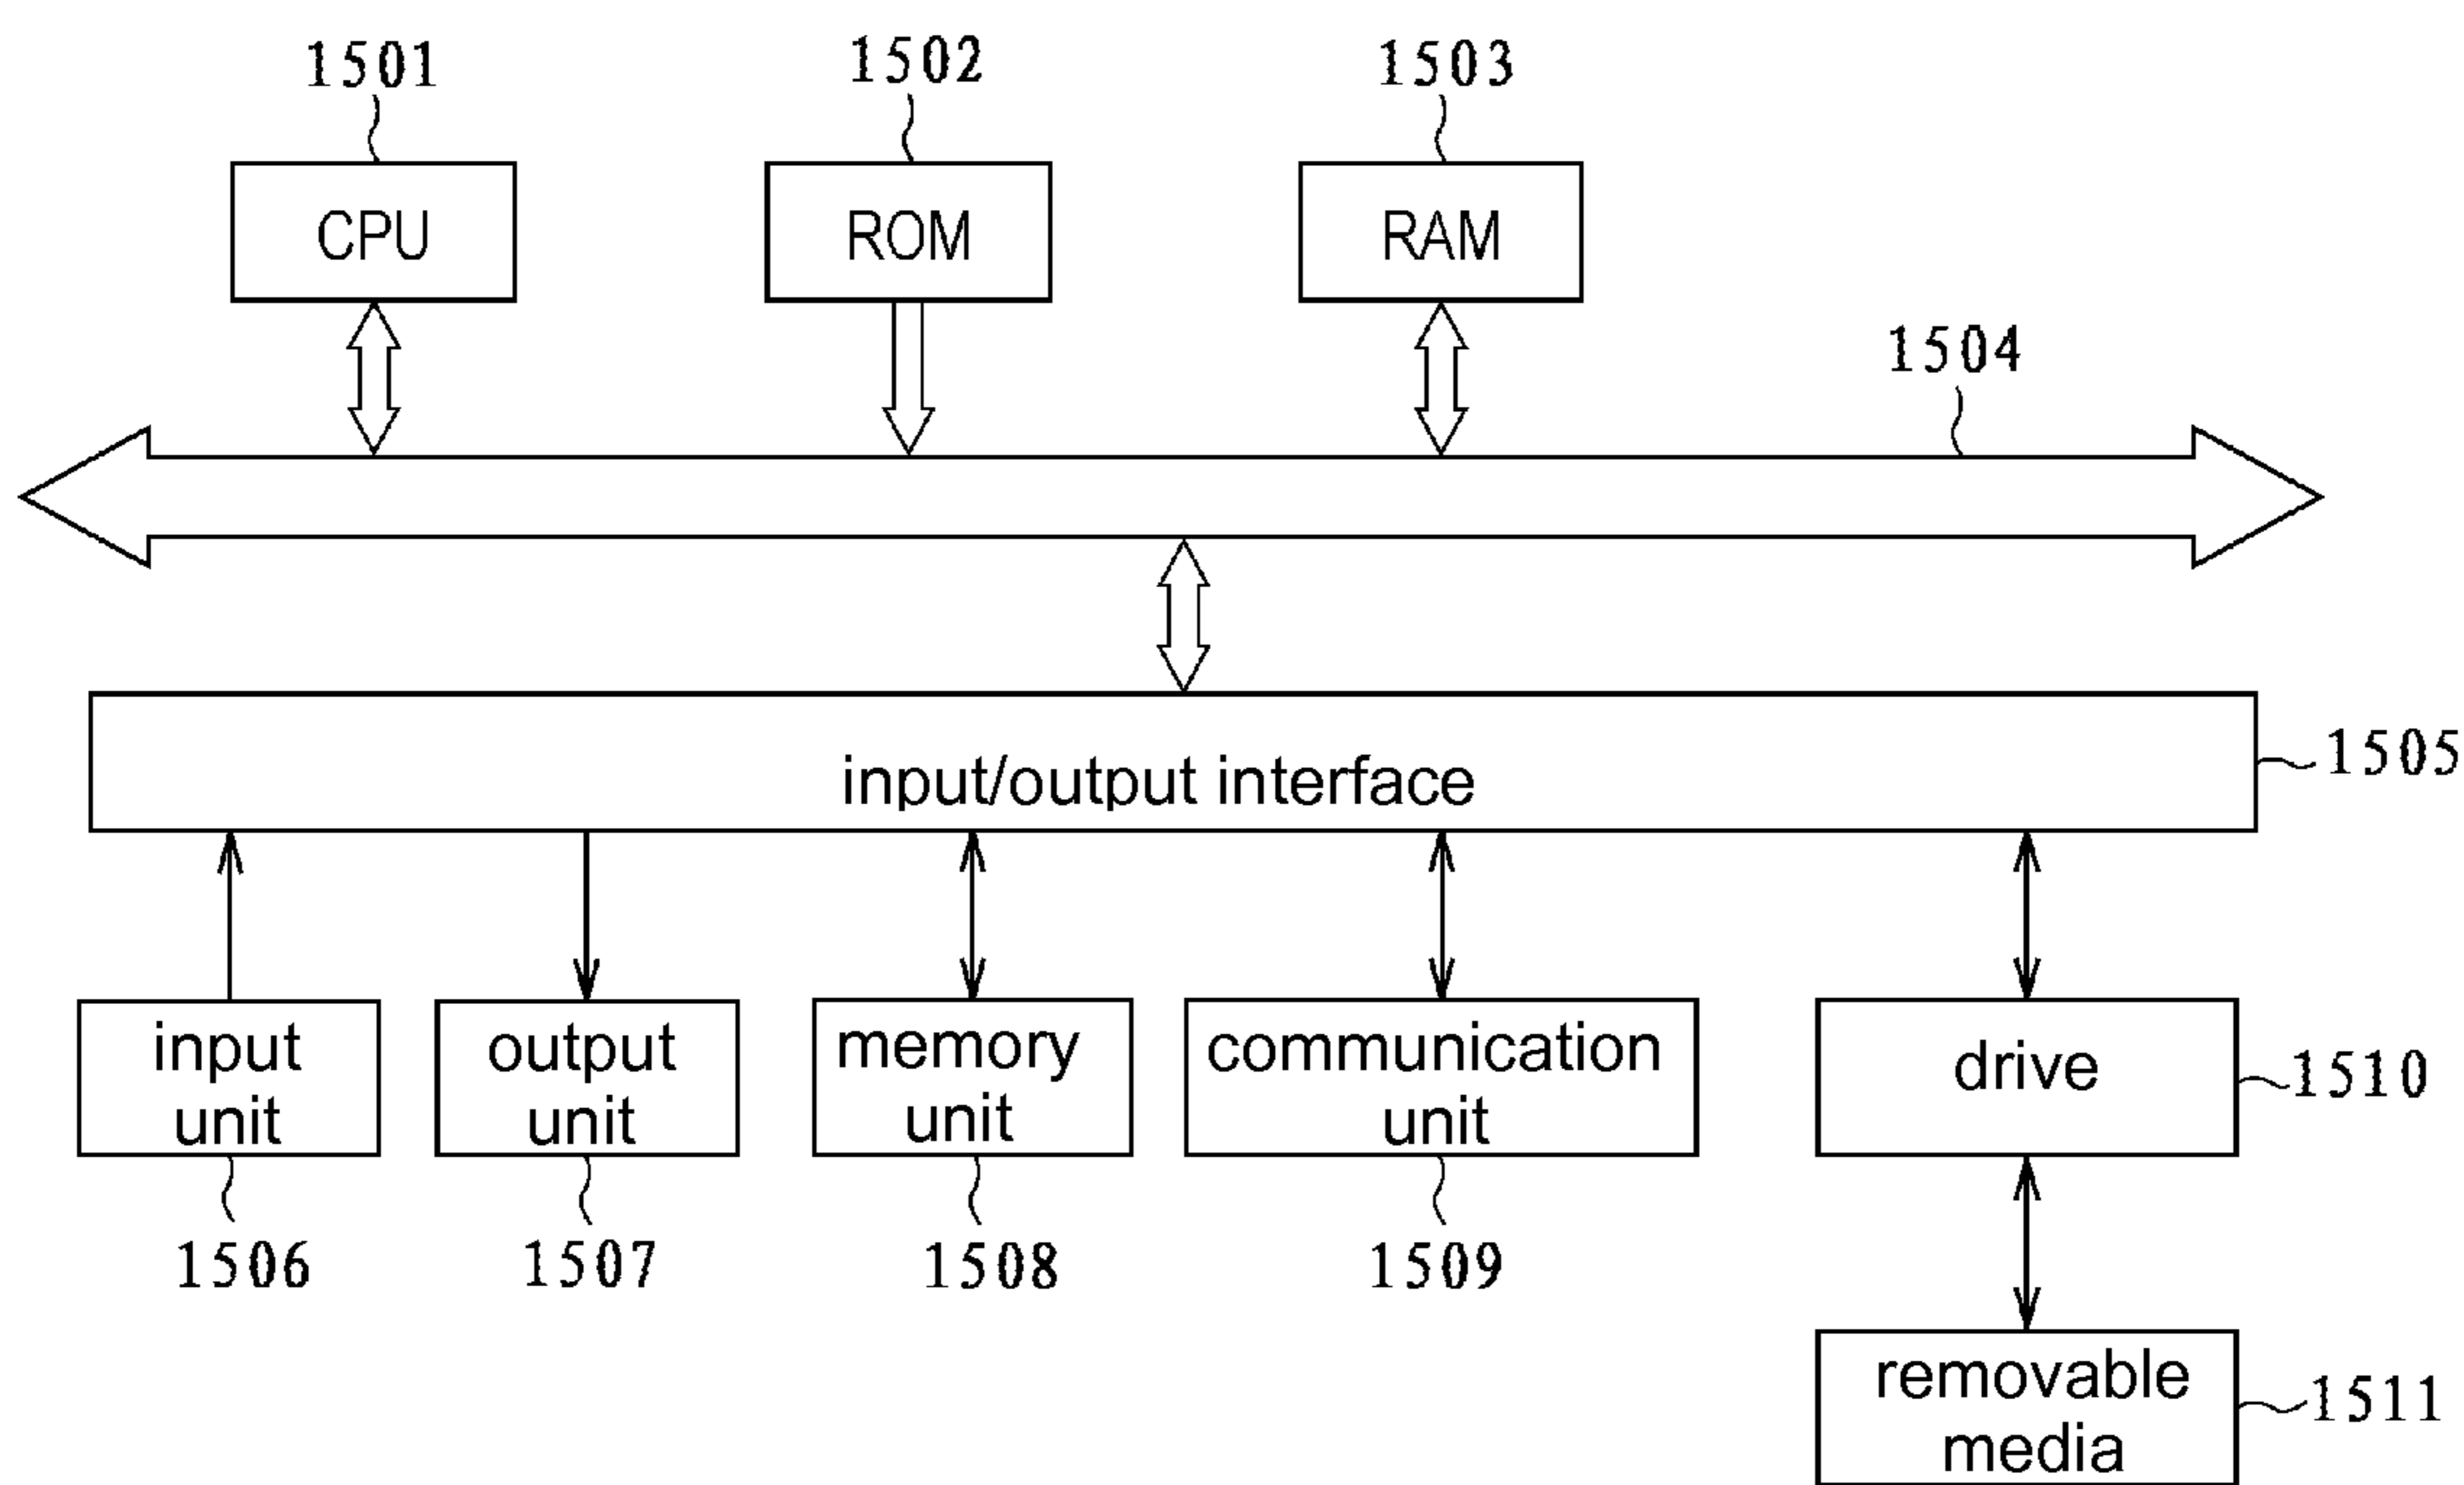 1501
1502
1503
CPU
ROM
RAM
1504
input/output interface
1505
input
unit
output
unit
memory
unit
communication
unit
drive
1510
1506
1507
1508
1509
removable
media
1511